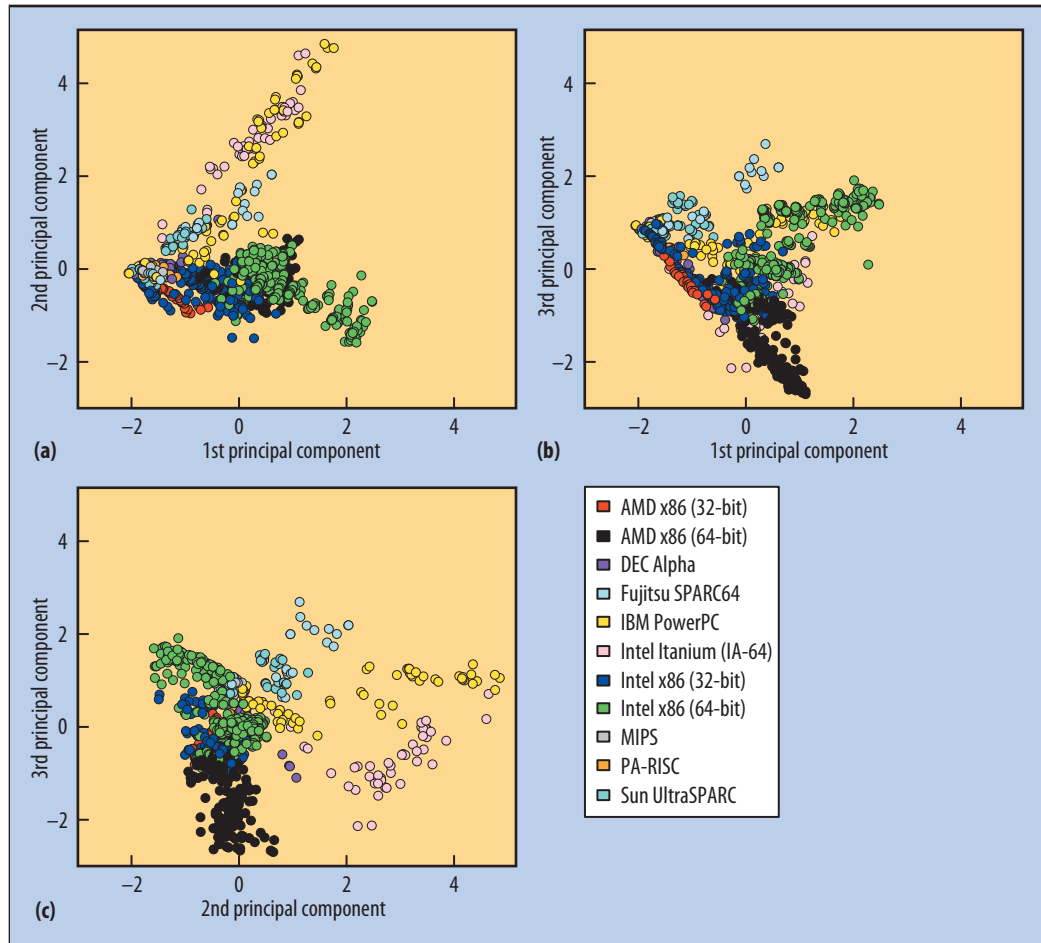 4
2
0
−2
2nd principal component
−2
0
2
4
1st principal component
(a)
4
2
0
−2
3rd principal component
−2
0
2
4
1st principal component
(b)
4
2
0
−2
3rd principal component
−2
0
2
4
2nd principal component
(c)
AMD x86 (32-bit)
AMD x86 (64-bit)
DEC Alpha
Fujitsu SPARC64
IBM PowerPC
Intel Itanium (IA-64)
Intel x86 (32-bit)
Intel x86 (64-bit)
MIPS
PA-RISC
Sun UltraSPARC